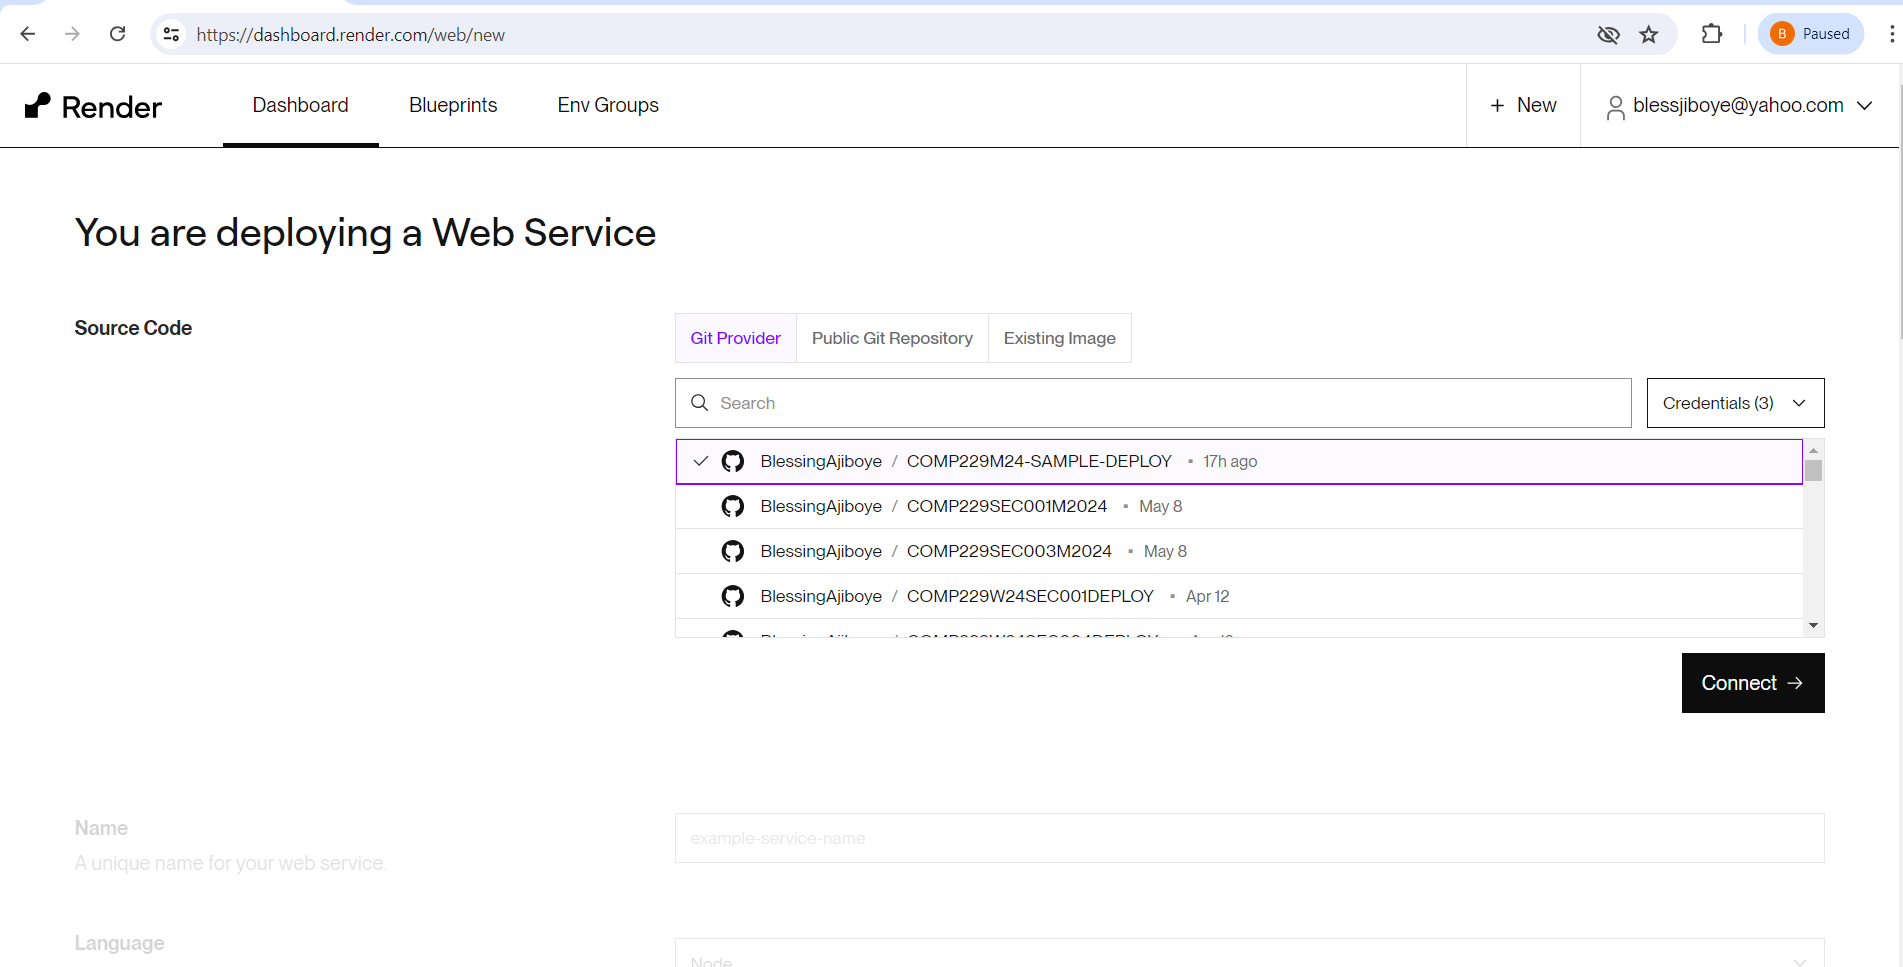 https://dashboard.render.com/web/new
B Paused
Render Dashboard Blueprints Env Groups + New blessjiboye@yahoo.com
You are deploying a Web Service
Source Code
Git Provider Public Git Repository Existing Image
Search Credentials (3)
BlessingAjiboye / COMP229M24-SAMPLE-DEPLOY ▪ 17h ago
BlessingAjiboye / COMP229SEC001M2024 ▪ May 8
BlessingAjiboye / COMP229SEC003M2024 ▪ May 8
BlessingAjiboye / COMP229W24SEC001DEPLOY ▪ Apr 12
Connect →
Name
example-service-name
A unique name for your web service.
Language
Node